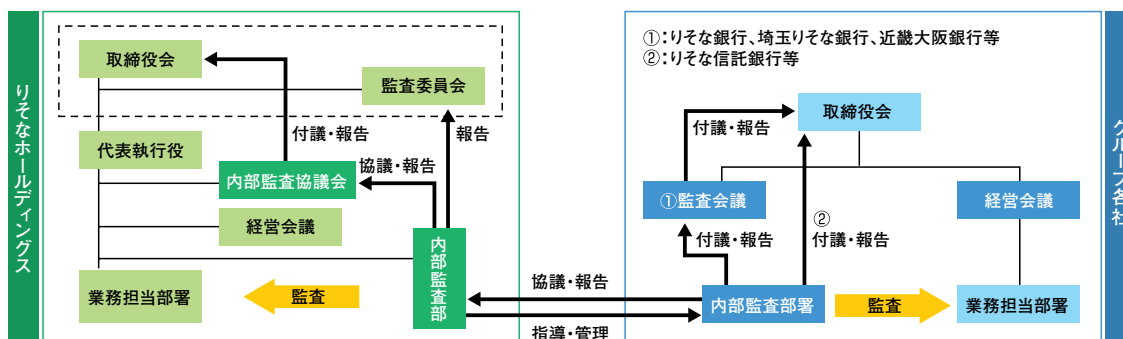 りそなホールディングス
取締役会
監査委員会
付議・報告
報告
代表執行役
協議・報告
内部監査協議会
経営会議
内部監査部
業務担当部署
監査
協議・報告
指導・管理
①:りそな銀行、埼玉りそな銀行、近畿大阪銀行等
②:りそな信託銀行等
取締役会
付議・報告
①監査会議
経営会議
②
付議・報告
付議・報告
内部監査部署
監査
業務担当部署
グループ各社